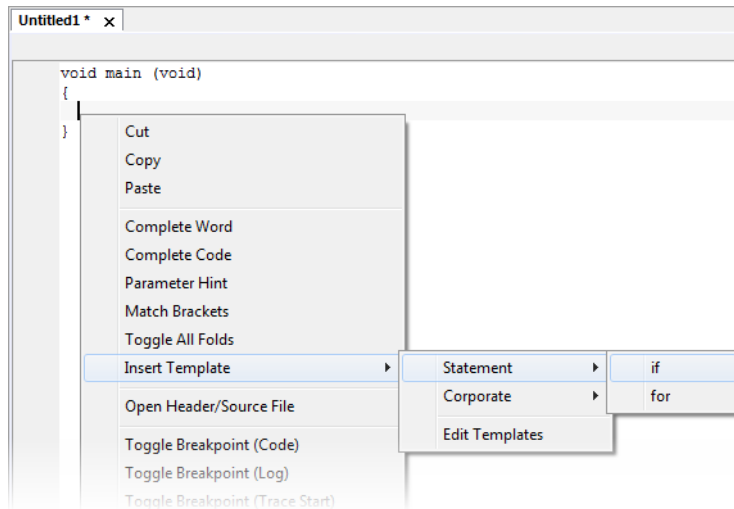 Untitled1 *
void main (void)
{
}
Cut
Copy
Paste
Complete Word
Complete Code
Parameter Hint
Match Brackets
Toggle All Folds
Insert Template
Statement
if
Corporate
for
Edit Templates
Open Header/Source File
Toggle Breakpoint (Code)
Toggle Breakpoint (Log)
Toggle Breakpoint (Trace Start)